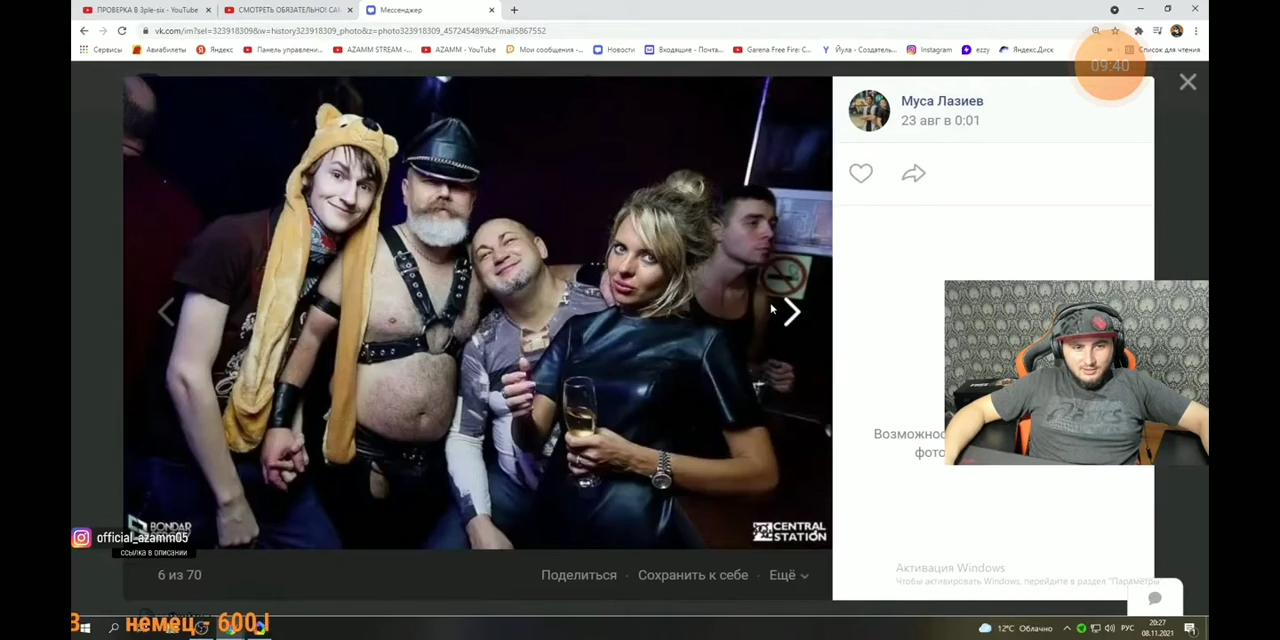 ПРОВЕРКА В 3ple-six - YouTube
СМОТРЕТЬ ОБЯЗАТЕЛЬНО! СА
Мессенджер
vk.com/im?sel=323918309&w=history323918309_photo&z=photo323918309_457245489%2Fmail5867552
Сервисы
Авиабилеты
Яндекс
Панель управлени...
AZAMM STREAM -...
AZAMM - YouTube
Мои сообщения -...
Новости
Входящие - Почта...
Garena Free Fire: С...
Йула - Создатель...
Instagram
ezzy
Яндекс.Диск
»
Список для чтения
09:40
Муса Лазиев
23 авг в 0:01
Возможнос
фото
BONDAR
CENTRAL
STATION
official_azamm05
ссылка в описании
6 из 70
Поделиться
Сохранить к себе
Ещё
Активация Windows
Чтобы активировать Windows, перейдите в раздел "Параметры
немец - 600
12°C Облачно
РУС
20:27
08.11.2021